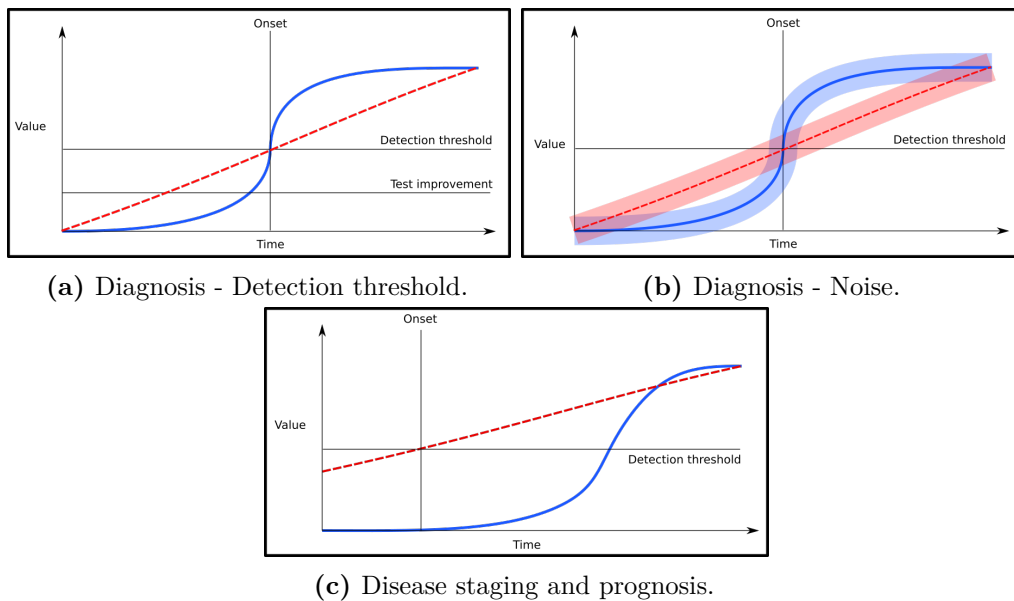 Onset
Value
Detection threshold
Test improvement
Time
(a) Diagnosis - Detection threshold.
Onset
Value
Detection threshold
Time
(b) Diagnosis - Noise.
Onset
Value
Detection threshold
Time
(c) Disease staging and prognosis.